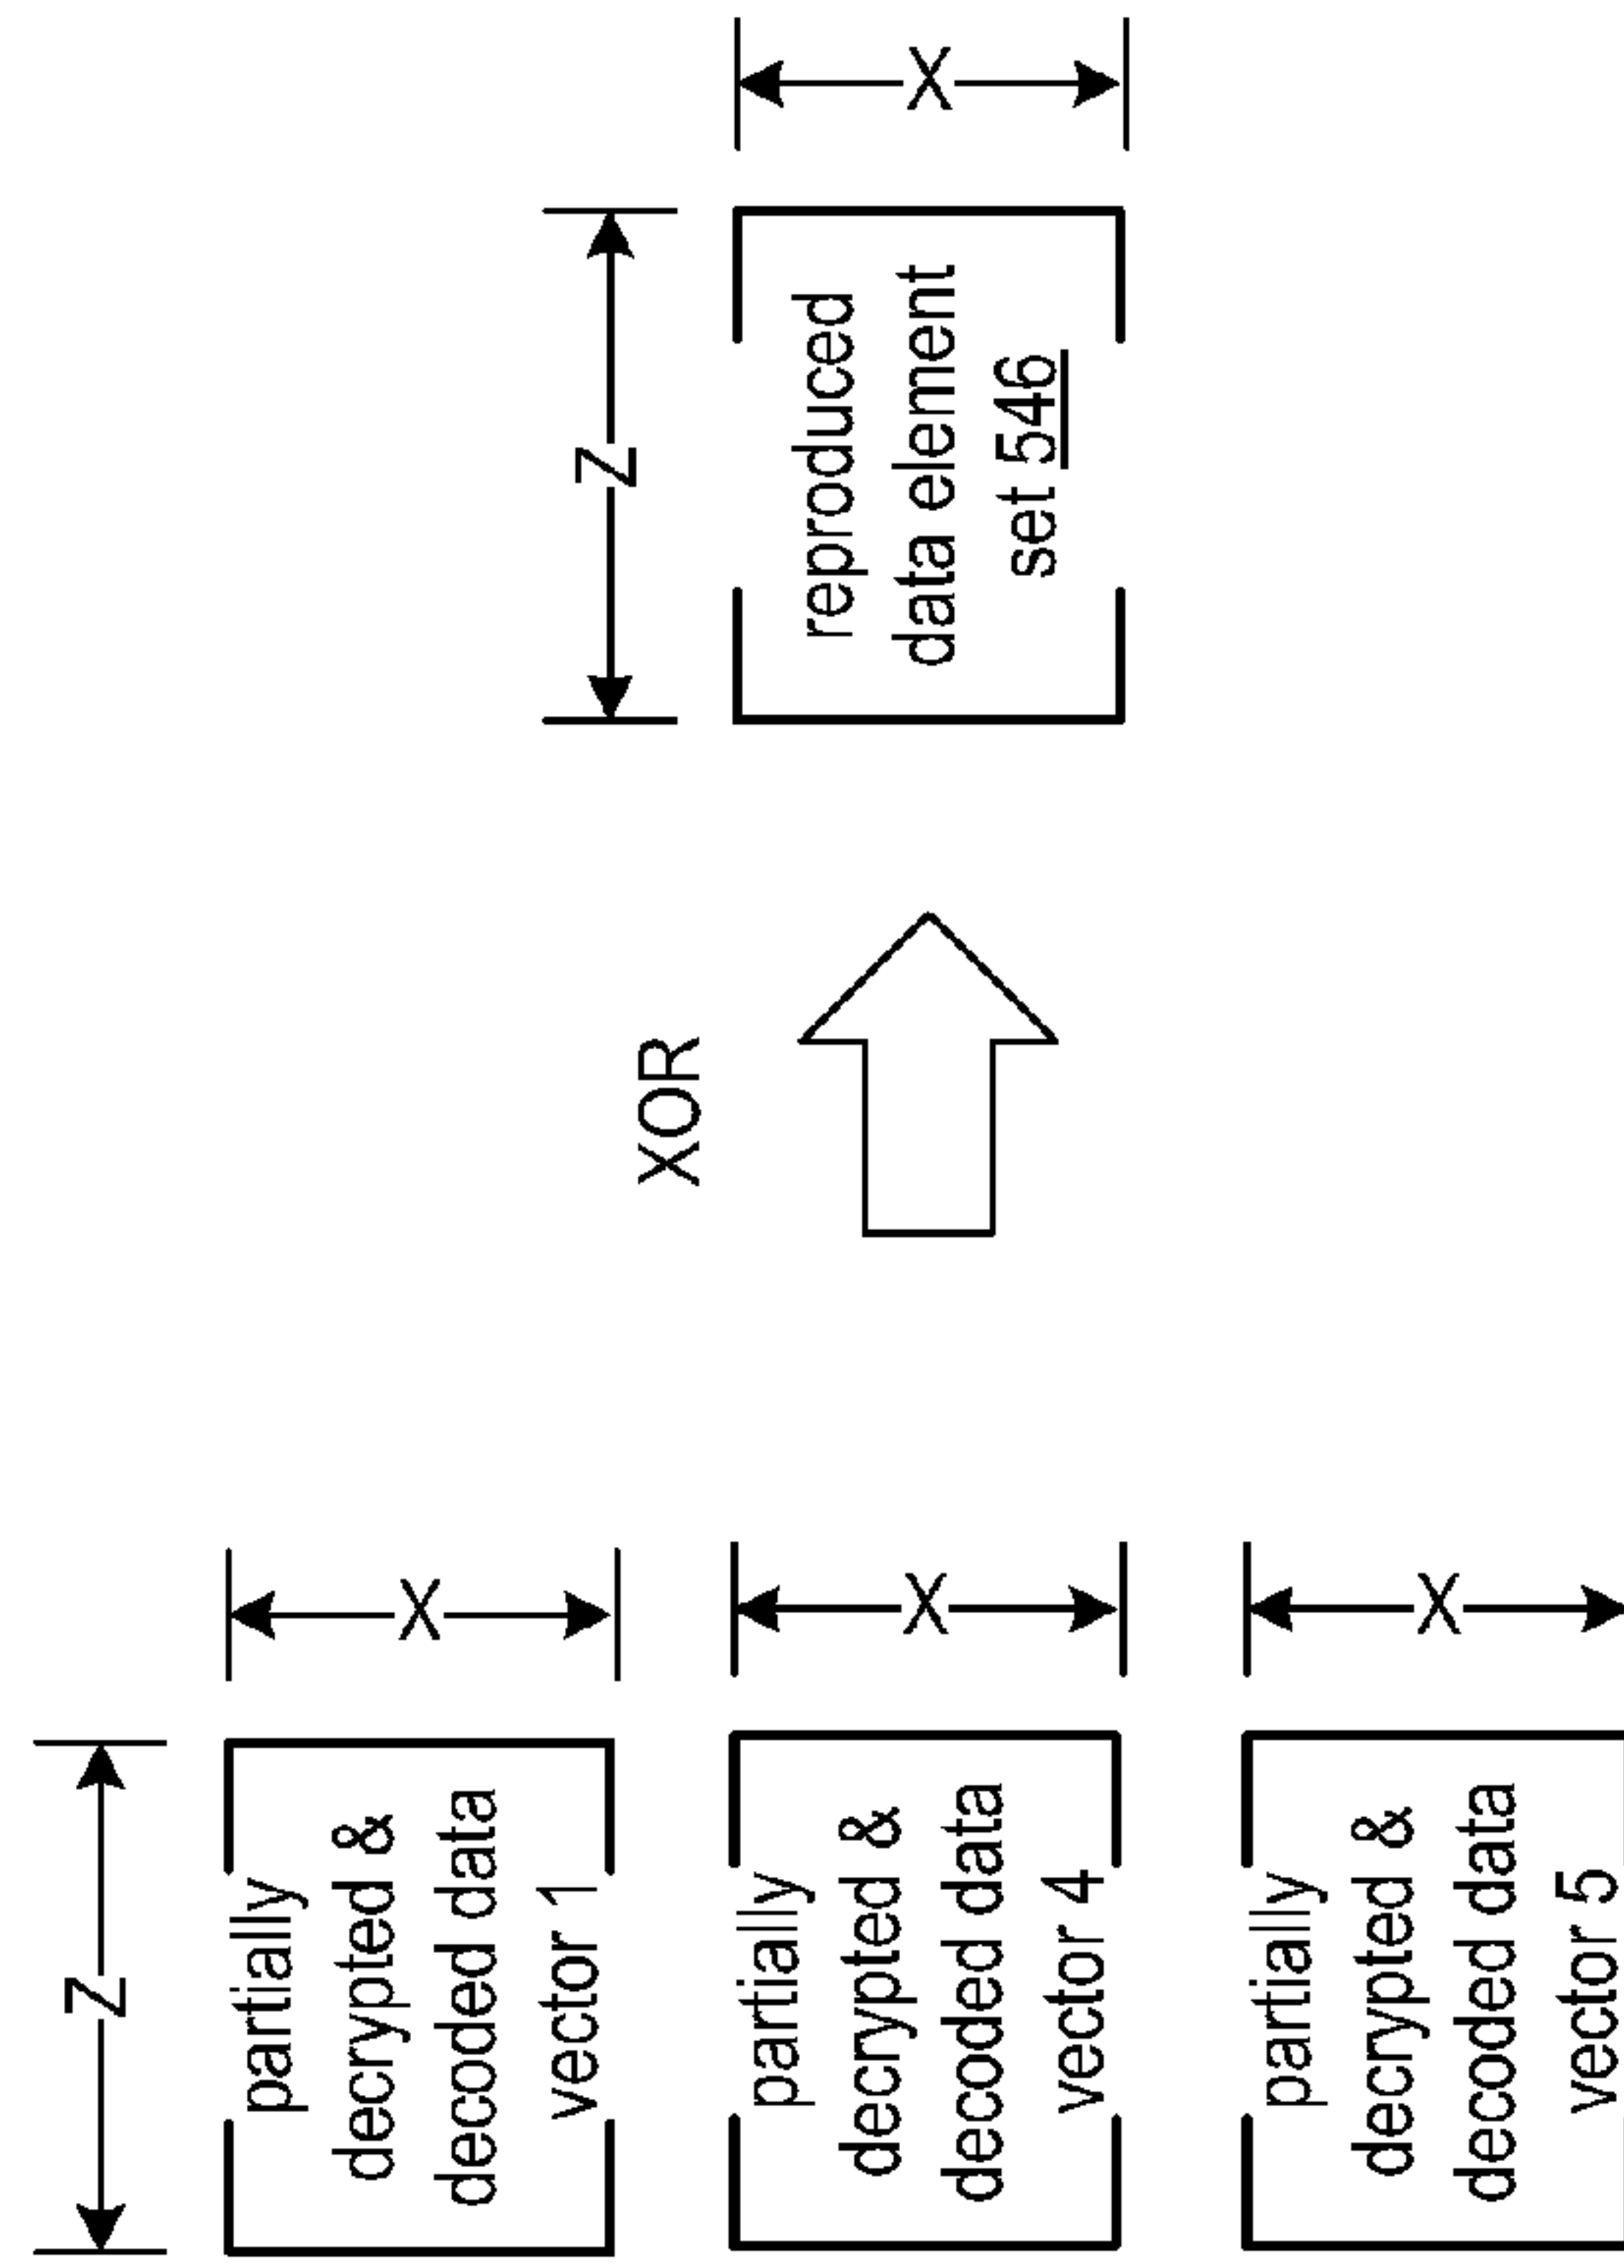 Z
partially
decrypted &
decoded data
vector 1
X
partially
decrypted &
decoded data
vector 4
X
partially
decrypted &
decoded data
vector 5
X
XOR
Z
reproduced
data element
set 546
X